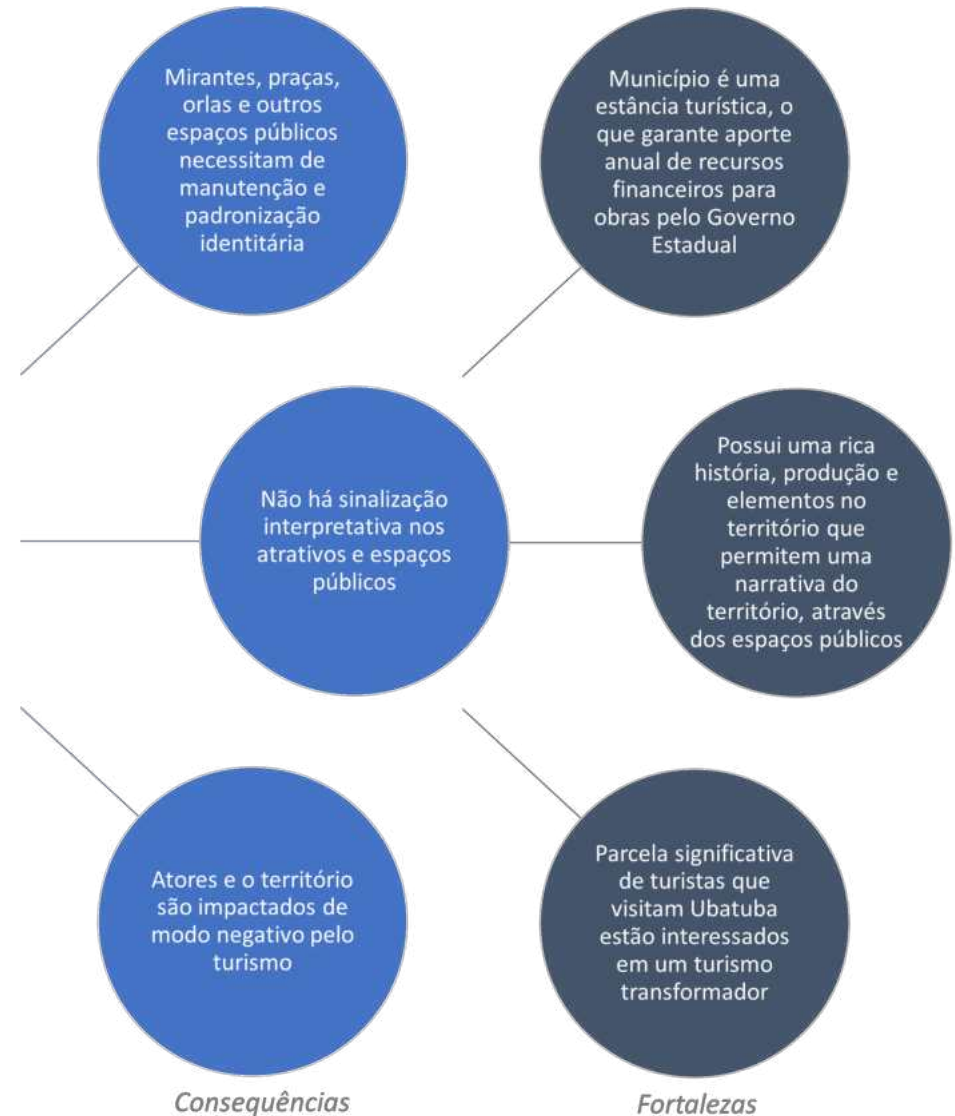 Mirantes, praças,
orlas e outros
espaços públicos
necessitam de
manutenção e
padronização
identitária
Não há sinalização
interpretativa nos
atrativos e espaços
públicos
Atores e o território
são impactados de
modo negativo pelo
turismo
Consequências
Município é uma
estância turística, o
que garante aporte
anual de recursos
financeiros para
obras pelo Governo
Estadual
Possui uma rica
história, produção e
elementos no
território que
permitem uma
narrativa do
território, através
dos espaços públicos
Parcela significativa
de turistas que
visitam Ubatuba
estão interessados
em um turismo
transformador
Fortalezas